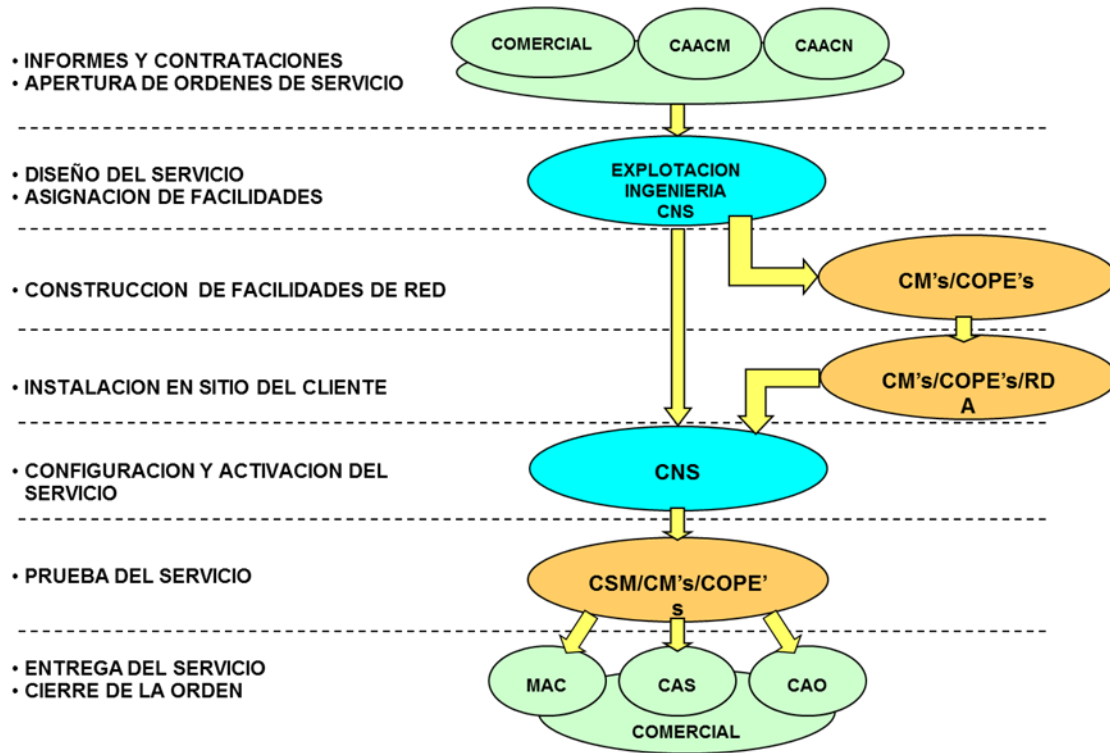 COMERCIAL
CAACM
CAACN
• INFORMES Y CONTRATACIONES
• APERTURA DE ORDENES DE SERVICIO
• DISEÑO DEL SERVICIO
• ASIGNACION DE FACILIDADES
EXPLOTACION
INGENIERIA
CNS
• CONSTRUCCION DE FACILIDADES DE RED
CM's/COPE's
• INSTALACION EN SITIO DEL CLIENTE
CM's/COPE's/RD
A
• CONFIGURACION Y ACTIVACION DEL
SERVICIO
CNS
• PRUEBA DEL SERVICIO
CSM/CM's/COPE'
s
• ENTREGA DEL SERVICIO
• CIERRE DE LA ORDEN
MAC
CAS
CAO
COMERCIAL